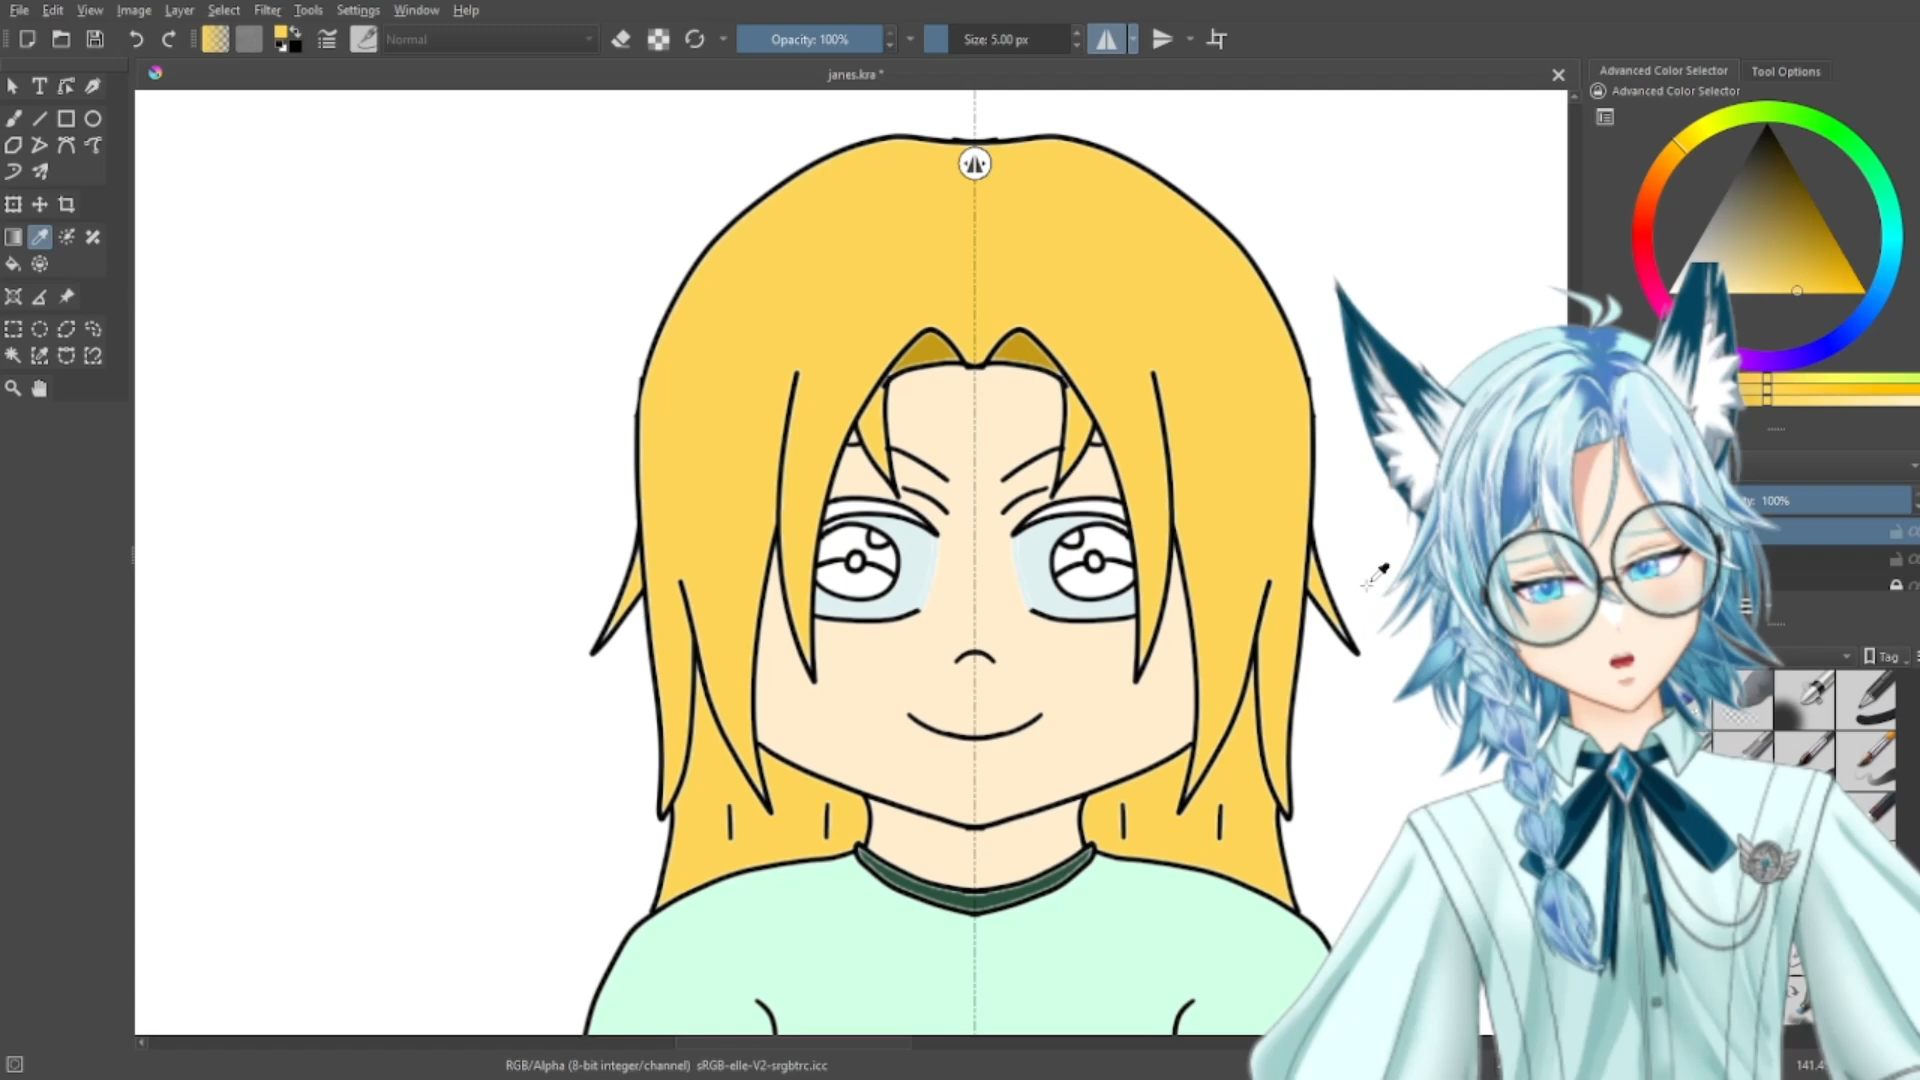 File Edit View Image Layer Select Filter Tools Settings Window Help
Normal
Opacity: 100%
Size: 5.00 px
janes.kra *
Advanced Color Selector
Tool Options
Advanced Color Selector
100%
Tag
RGB/Alpha (8-bit integer/channel) sRGB-elle-V2-srgbtrc.icc